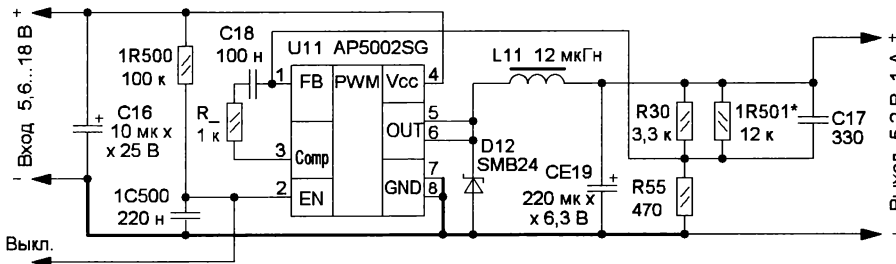 +
Вход 5,6...18 В
−
Выкл.
C16
10 мк х
х 25 В
1R500
100 к
1C500
220 н
C18
100 н
R_
1 к
U11 AP5002SG
1
FB
PWM
Vcc
4
3
Comp
2
EN
OUT
5
6
GND
7
8
L11 12 мкГн
D12
SMB24
CE19
+
220 мк х
х 6,3 В
R30
3,3 к
1R501*
12 к
C17
330
R55
470
+
Выход 5,2 В, 1 А
−